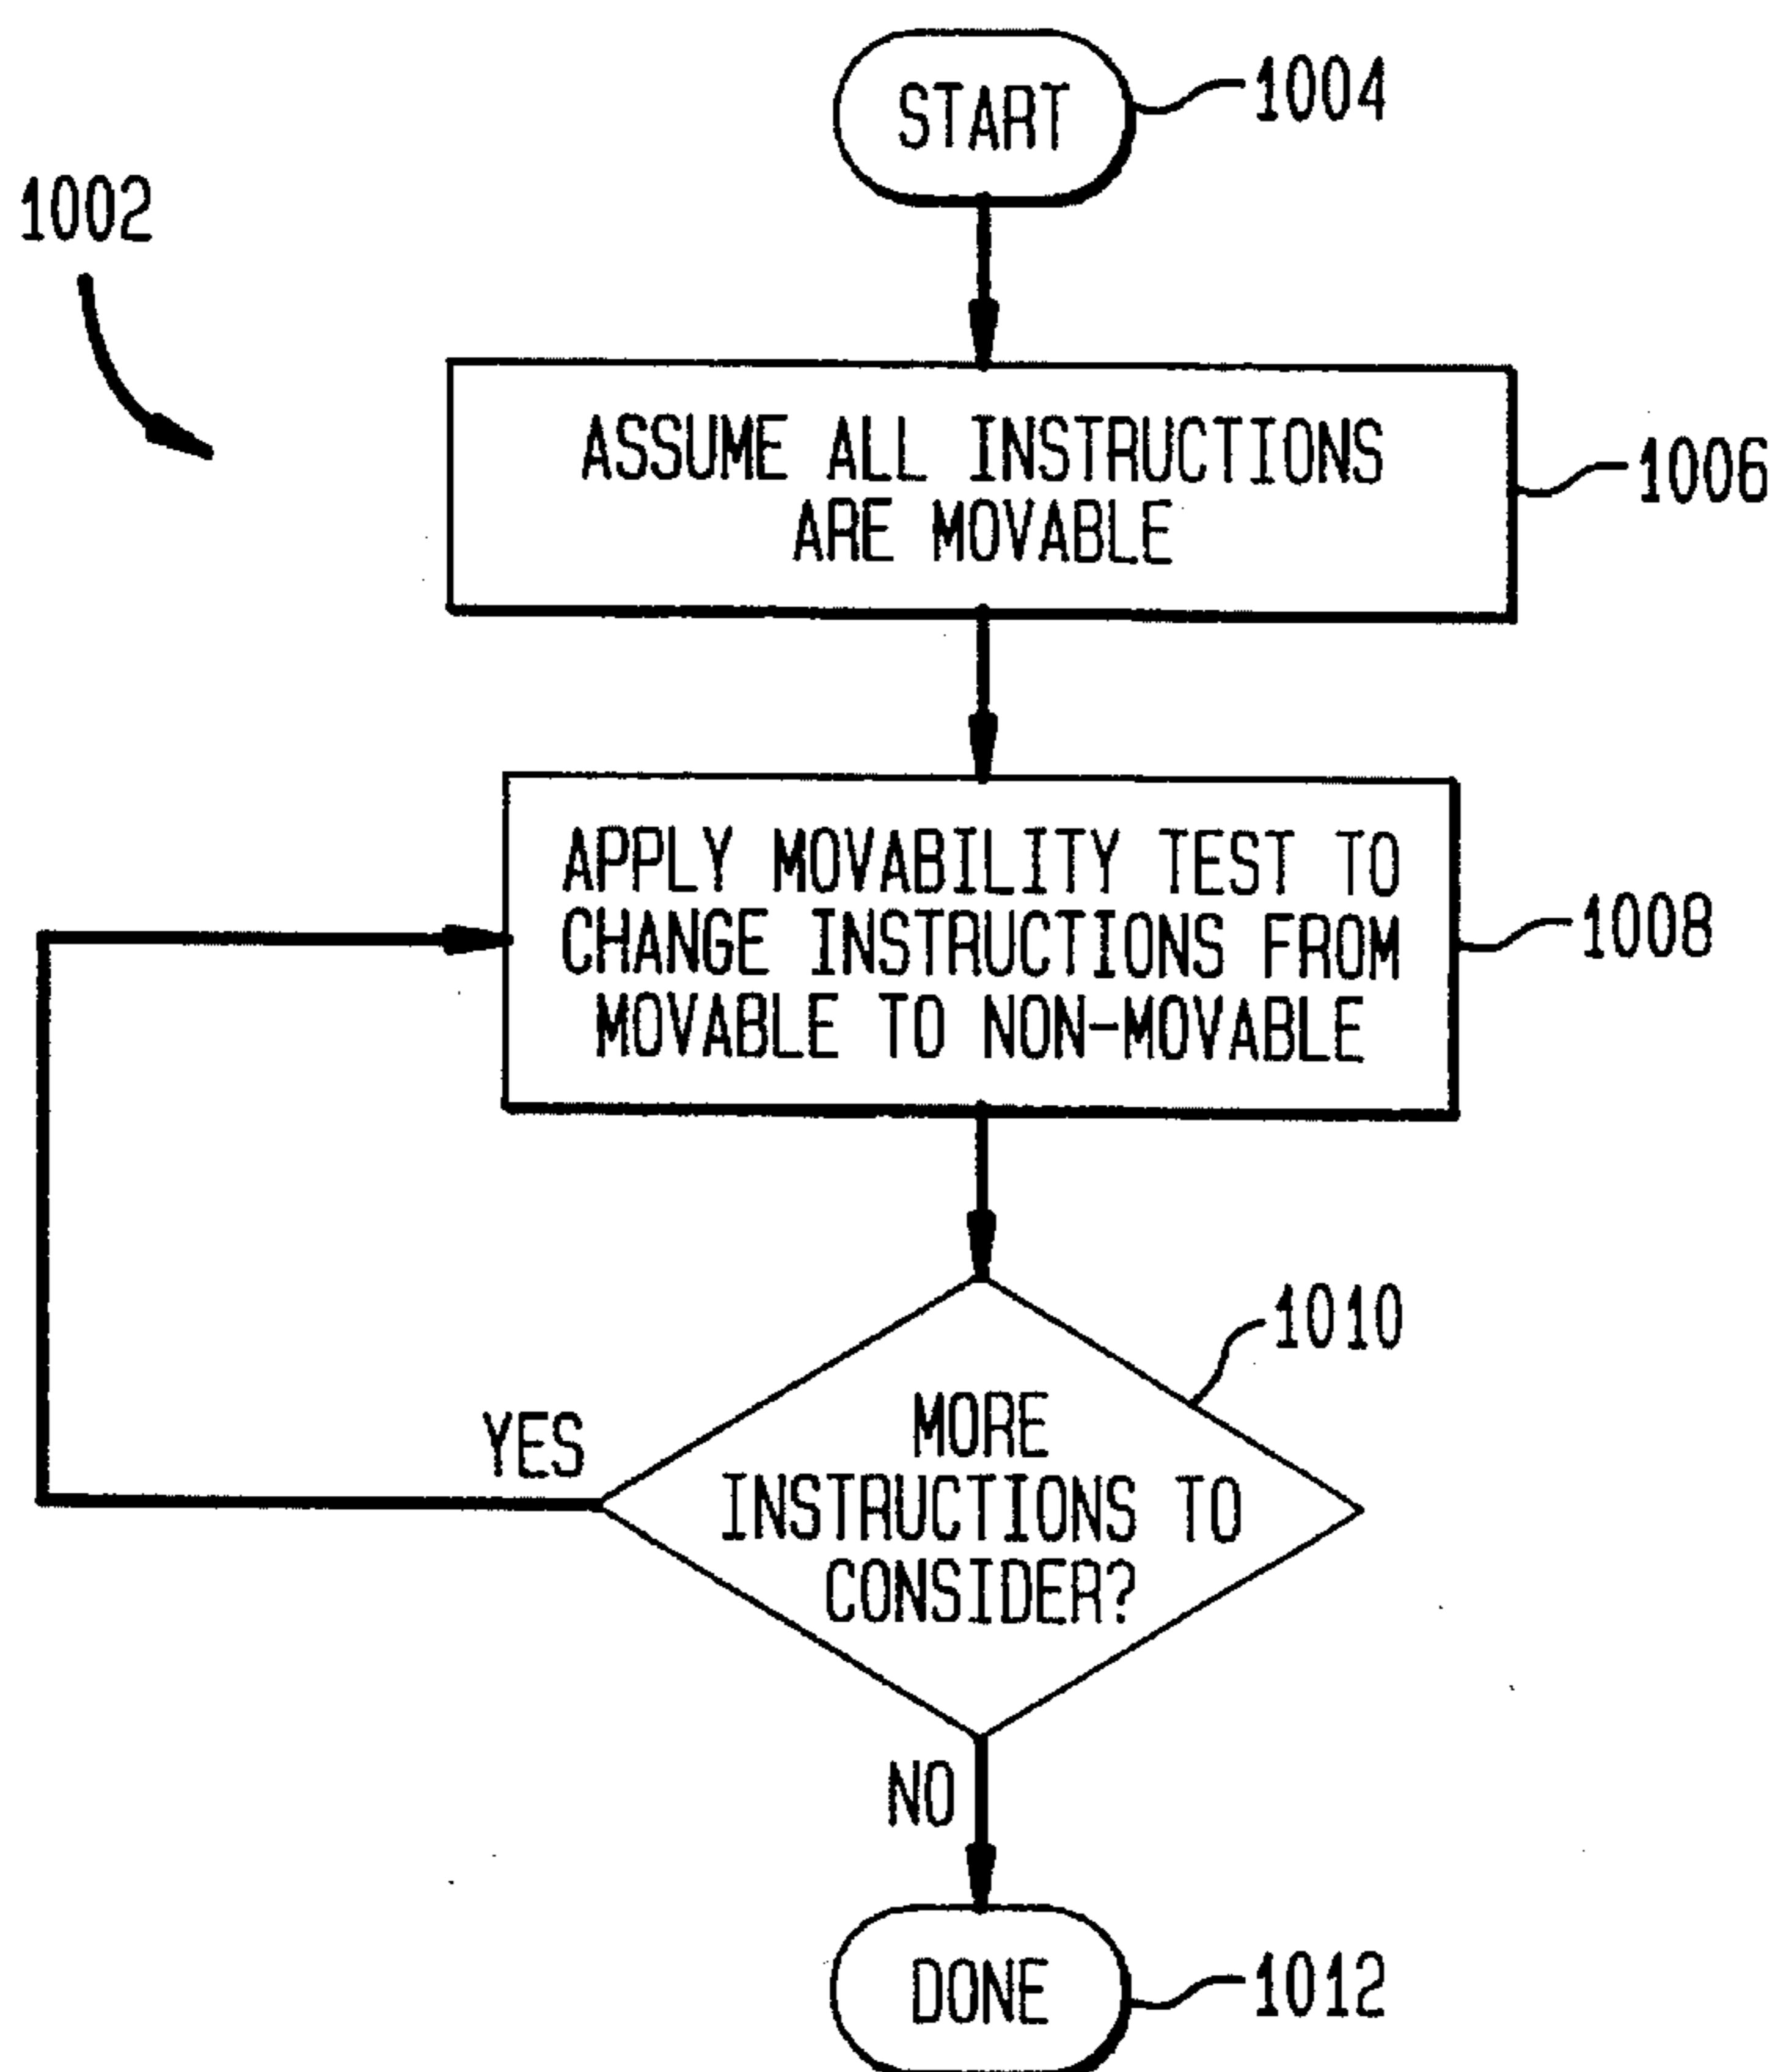 START
1004
1002
ASSUME ALL INSTRUCTIONS
ARE MOVABLE
1006
APPLY MOVABILITY TEST TO
CHANGE INSTRUCTIONS FROM
MOVABLE TO NON-MOVABLE
1008
1010
MORE
INSTRUCTIONS TO
CONSIDER?
YES
NO
DONE
1012